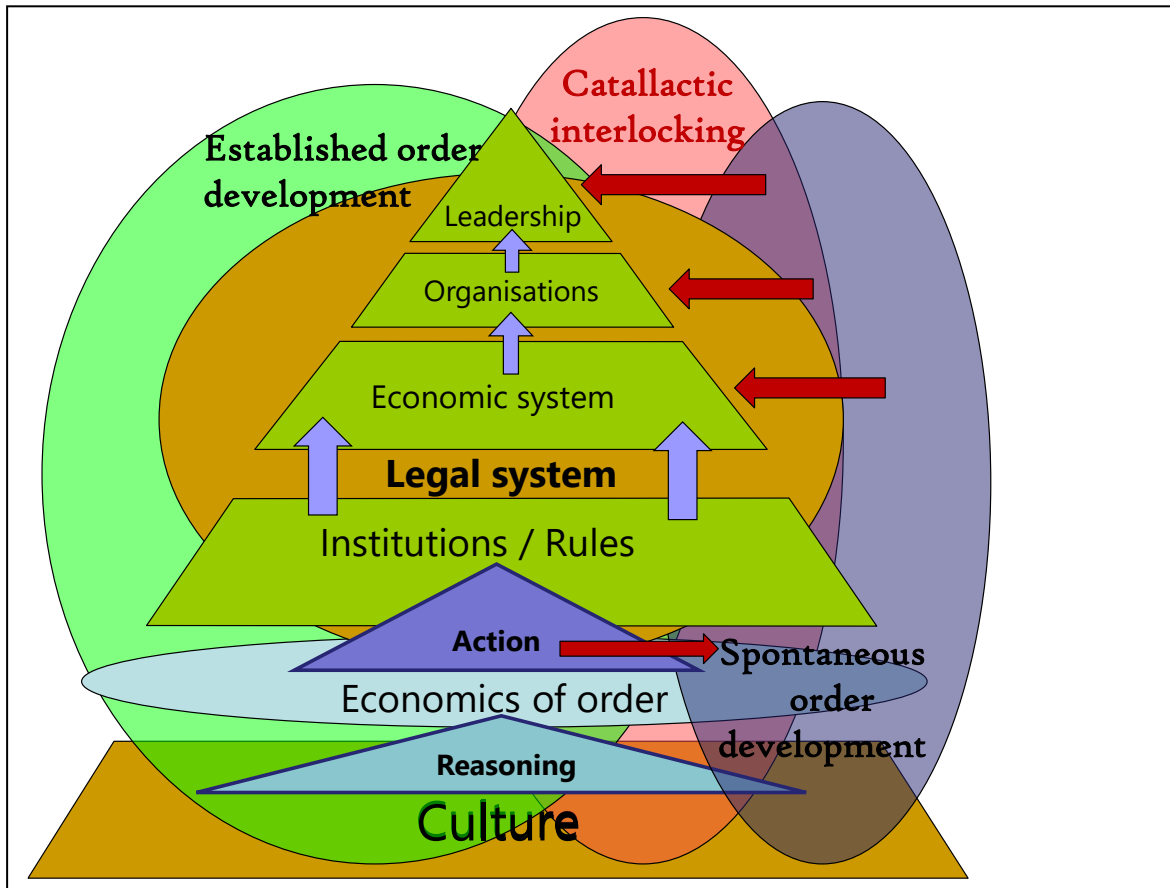 Catallactic
interlocking
Established order
development
Leadership
Organisations
Economic system
Legal system
Institutions / Rules
Action
Spontaneous
order
development
Economics of order
Reasoning
Culture